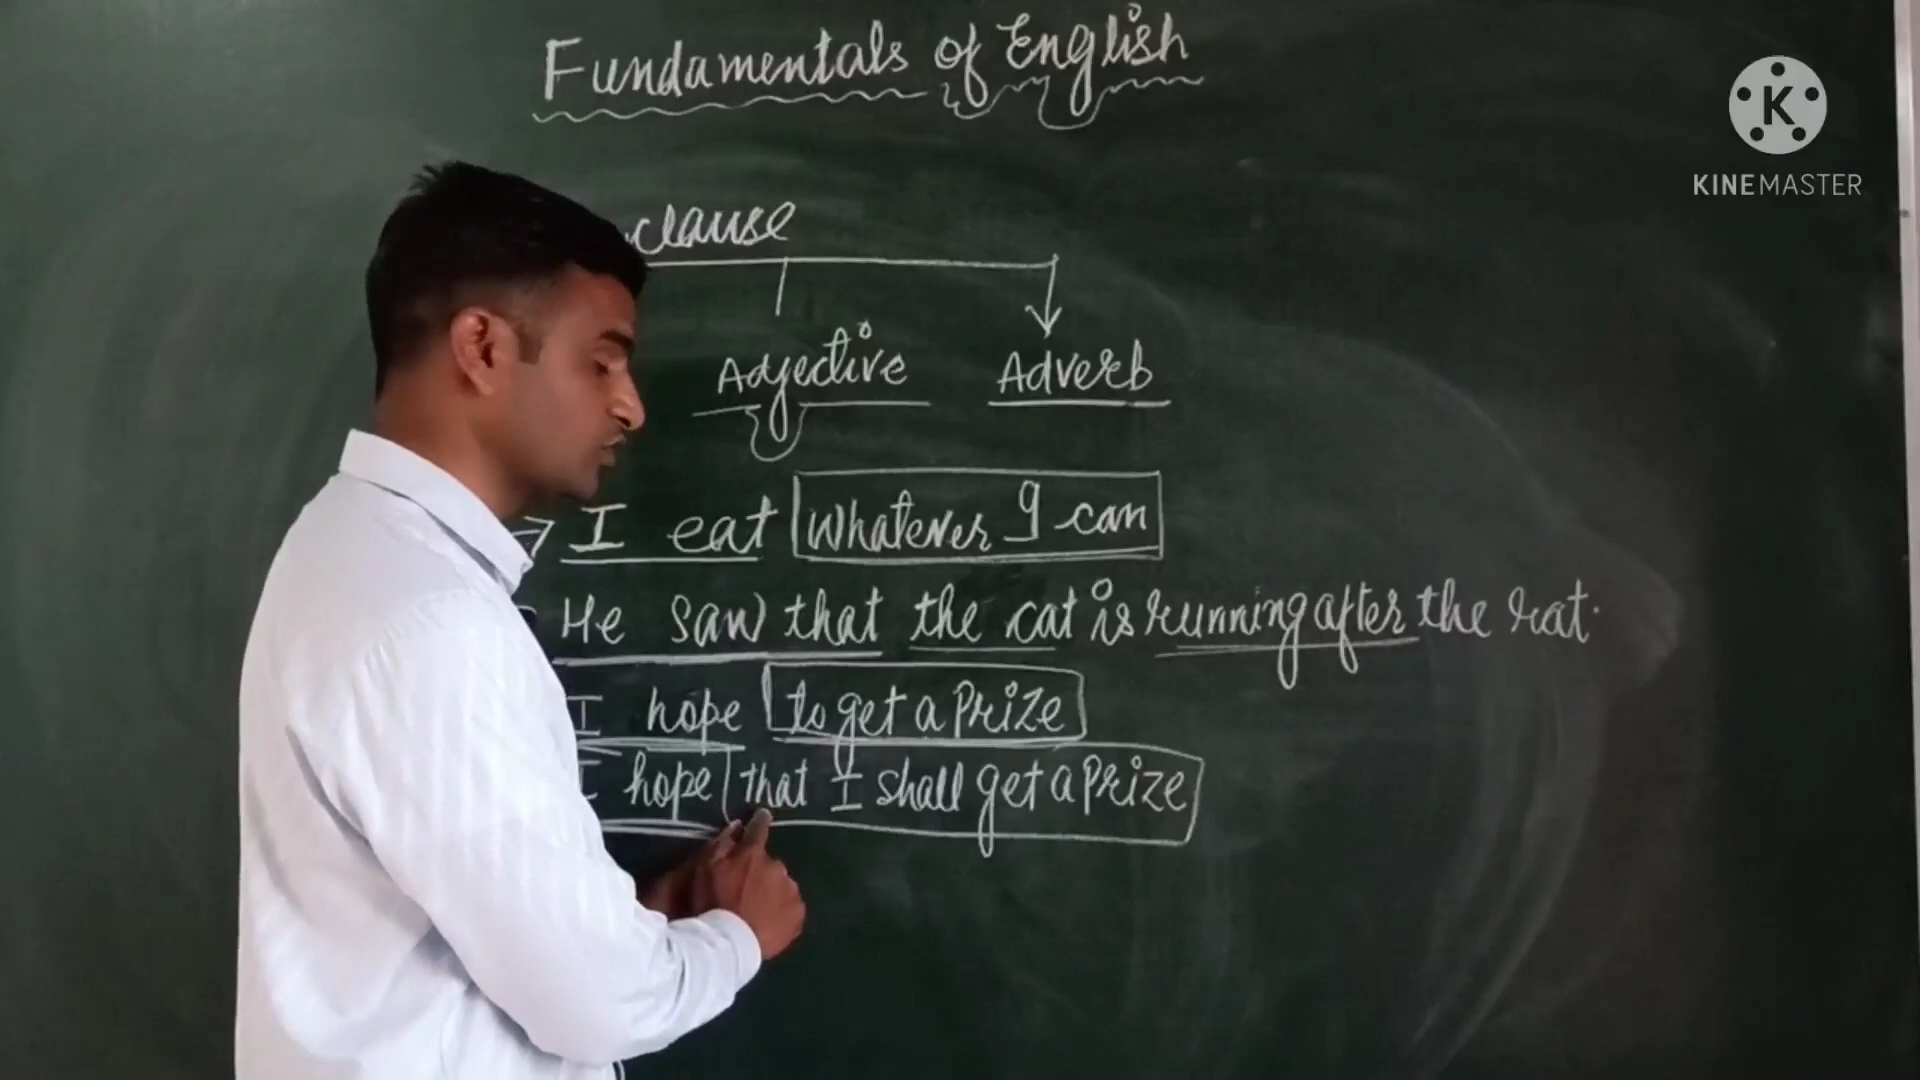 Fundamentals of English
KINEMASTER
clause
Adjective Adverb
I eat whatever I can
He saw that the cat is running after the rat.
I hope to get a Prize
I hope that I shall get a Prize